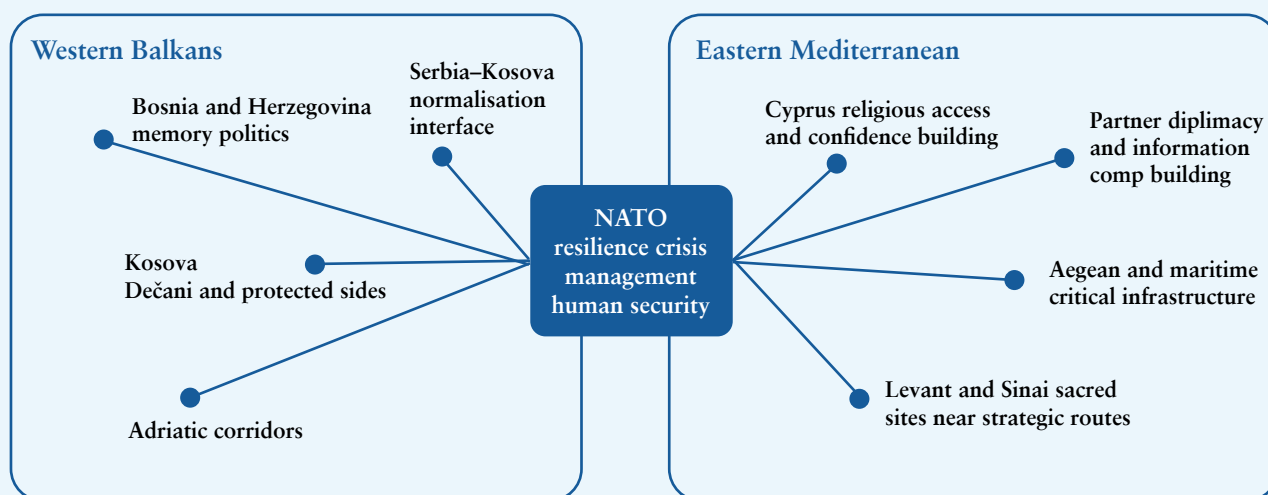 Western Balkans
Bosnia and Herzegovina
memory politics
Serbia–Kosova
normalisation
interface
Kosova
Dečani and protected sides
Adriatic corridors
NATO
resilience crisis
management
human security
Eastern Mediterranean
Cyprus religious access
and confidence building
Partner diplimacy
and information
comp building
Aegean and maritime
critical infrastructure
Levant and Sinai sacred
sites near strategic routes